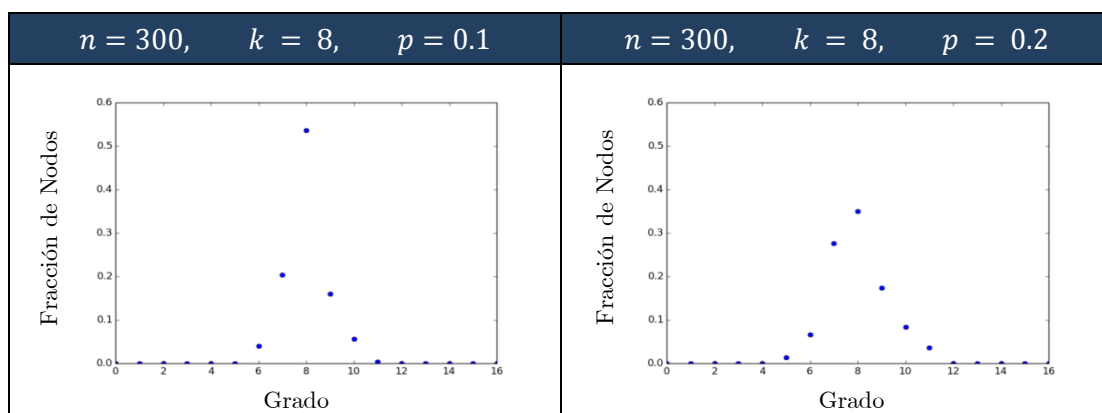 n = 300, k = 8, p = 0.1
n = 300, k = 8, p = 0.2
0.6
0.5
0.4
0.3
0.2
0.1
0.0
Fracción de Nodos
0 2 4 6 8 10 12 14 16
Grado
0.6
0.5
0.4
0.3
0.2
0.1
0.0
Fracción de Nodos
0 2 4 6 8 10 12 14 16
Grado